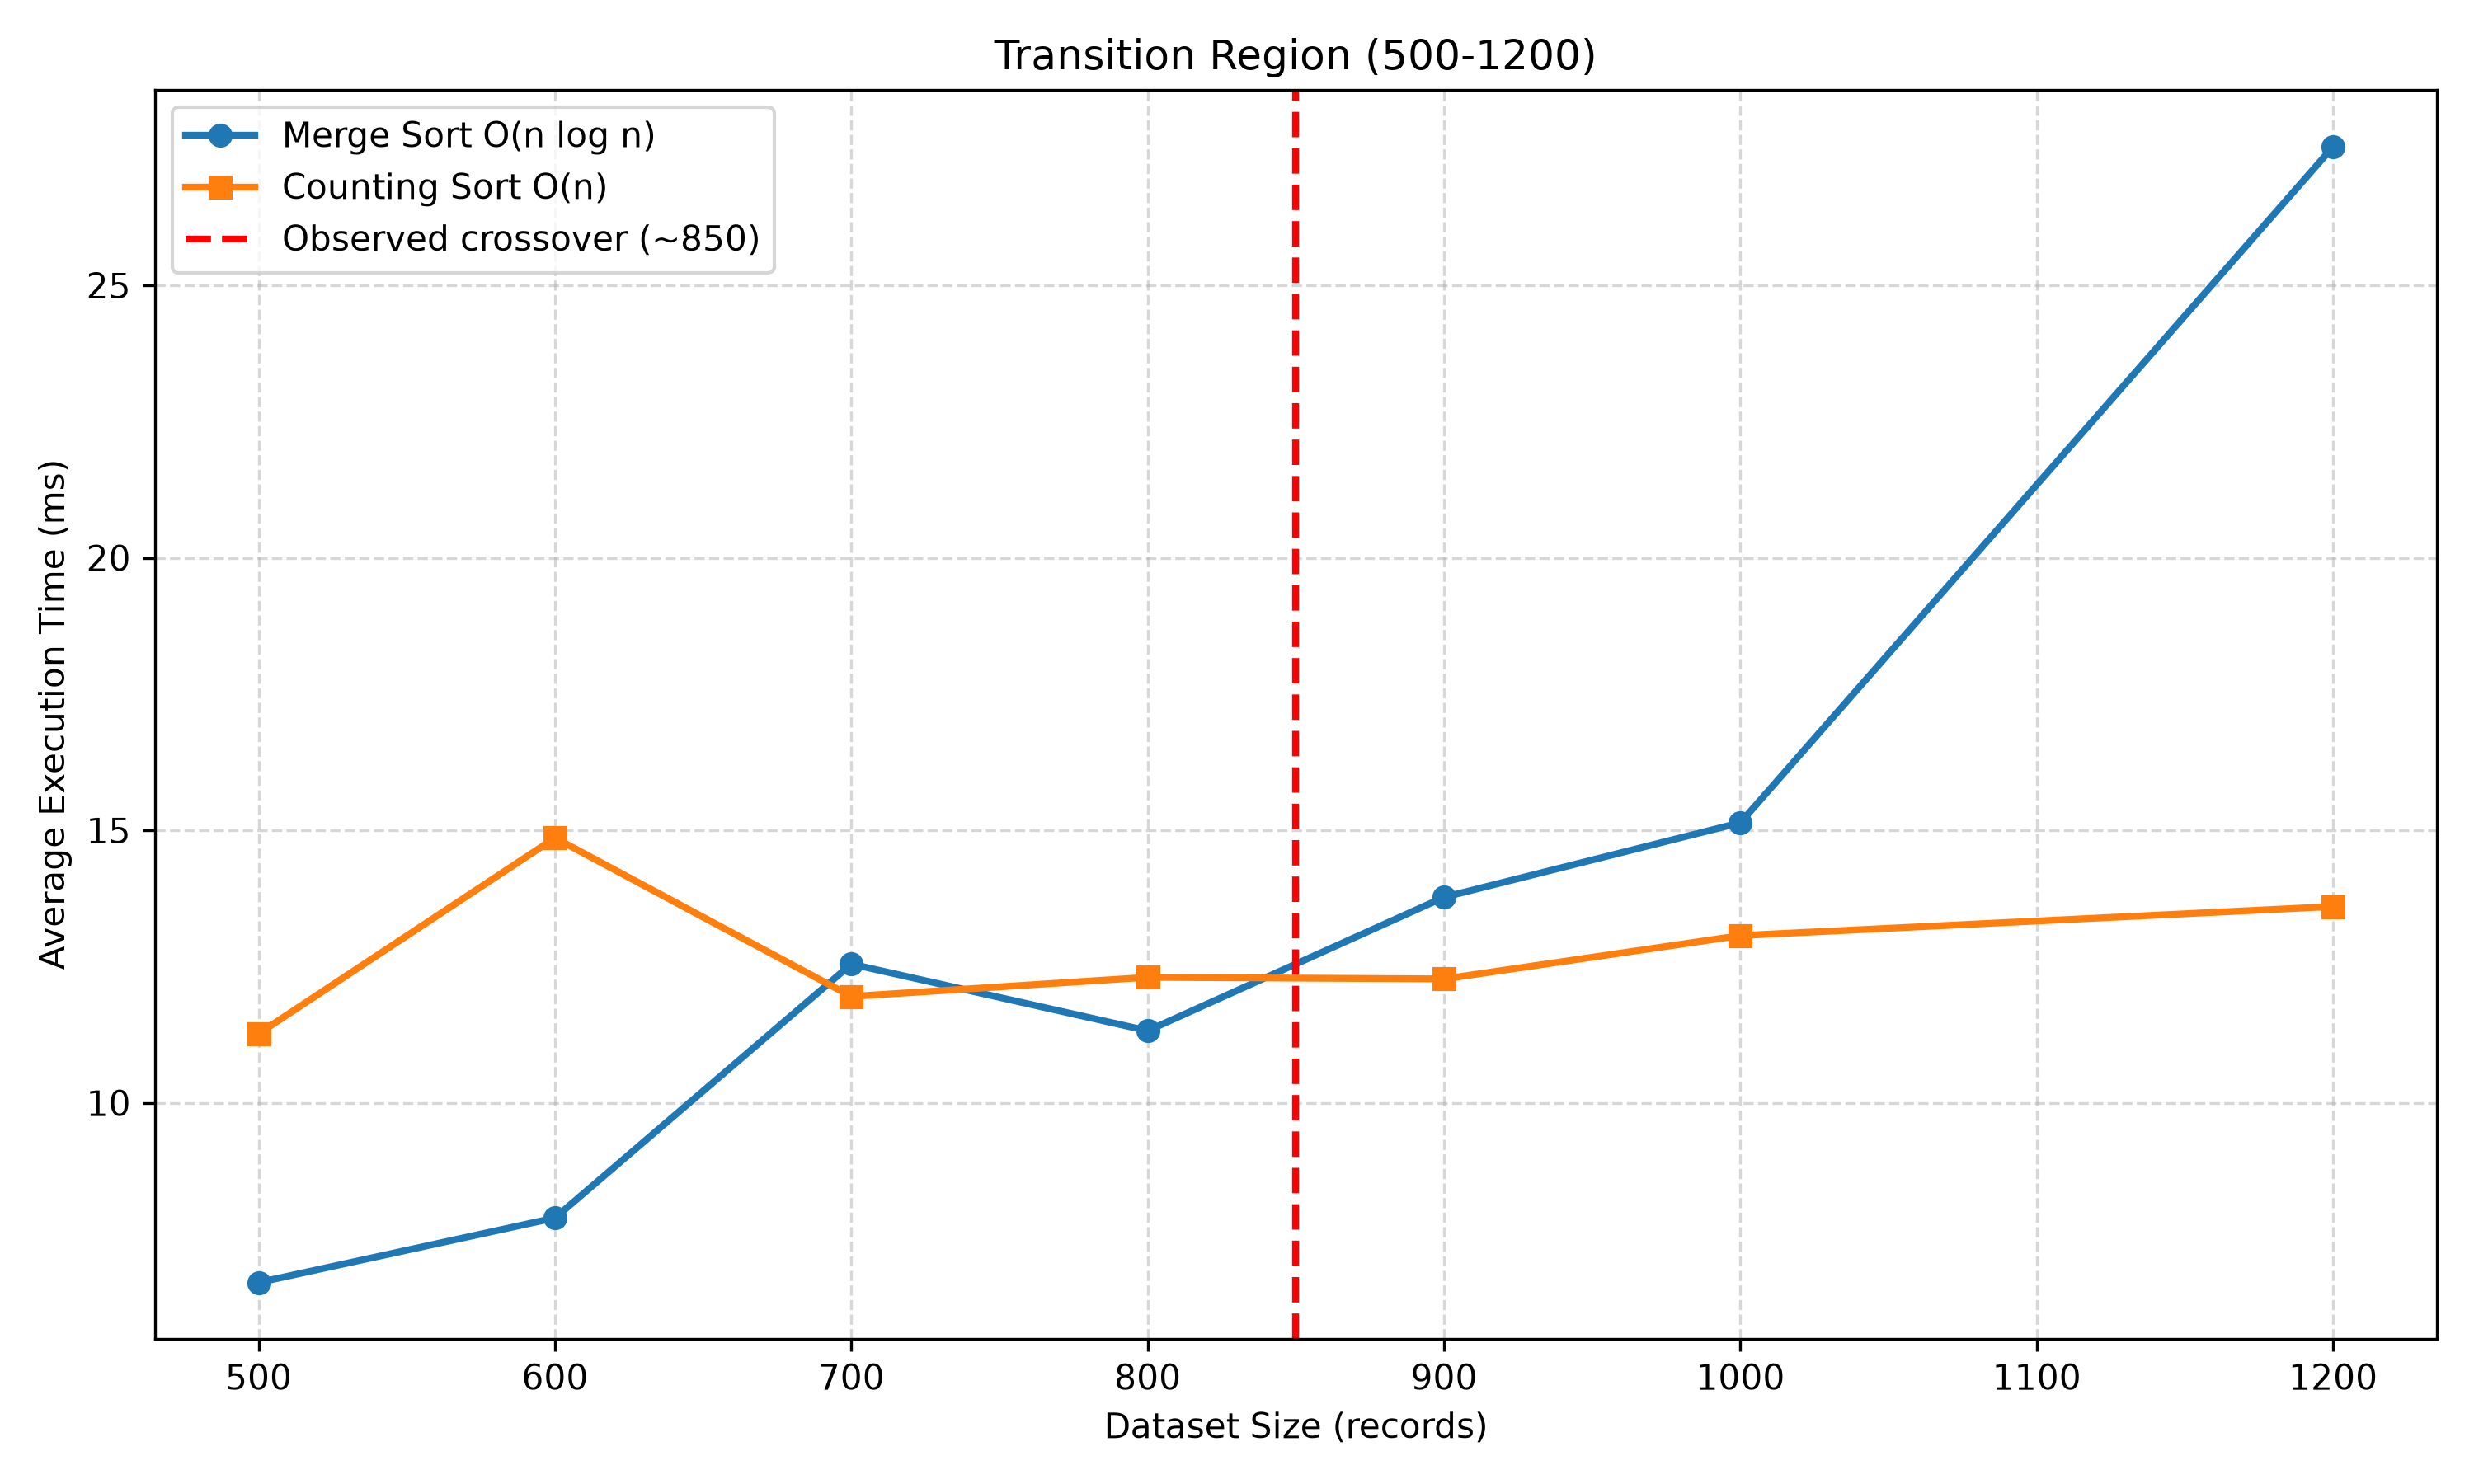 Transition Region (500-1200)
Merge Sort O(n log n)
Counting Sort O(n)
Observed crossover (~850)
Average Execution Time (ms)
25
20
15
10
500 600 700 800 900 1000 1100 1200
Dataset Size (records)